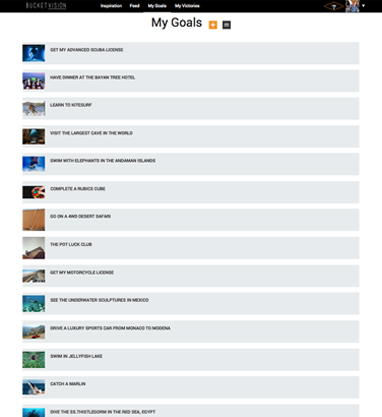 BUCKETVISION Inspiration Feed My Goals My Victories
My Goals
GET MY ADVANCED SCUBA LICENSE
HAVE DINNER AT THE BAYAN TREE HOTEL
LEARN TO KITESURF
VISIT THE LARGEST CAVE IN THE WORLD
SWIM WITH ELEPHANTS IN THE ANDAMAN ISLANDS
COMPLETE A RUBICS CUBE
GO ON A 4WD DESERT SAFARI
THE POT LUCK CLUB
GET MY MOTORCYCLE LICENSE
SEE THE UNDERWATER SCULPTURES IN MEXICO
DRIVE A LUXURY SPORTS CAR FROM MONACO TO MODENA
SWIM IN JELLYFISH LAKE
CATCH A MARLIN
DIVE THE SS.THISTLEGORM IN THE RED SEA, EGYPT